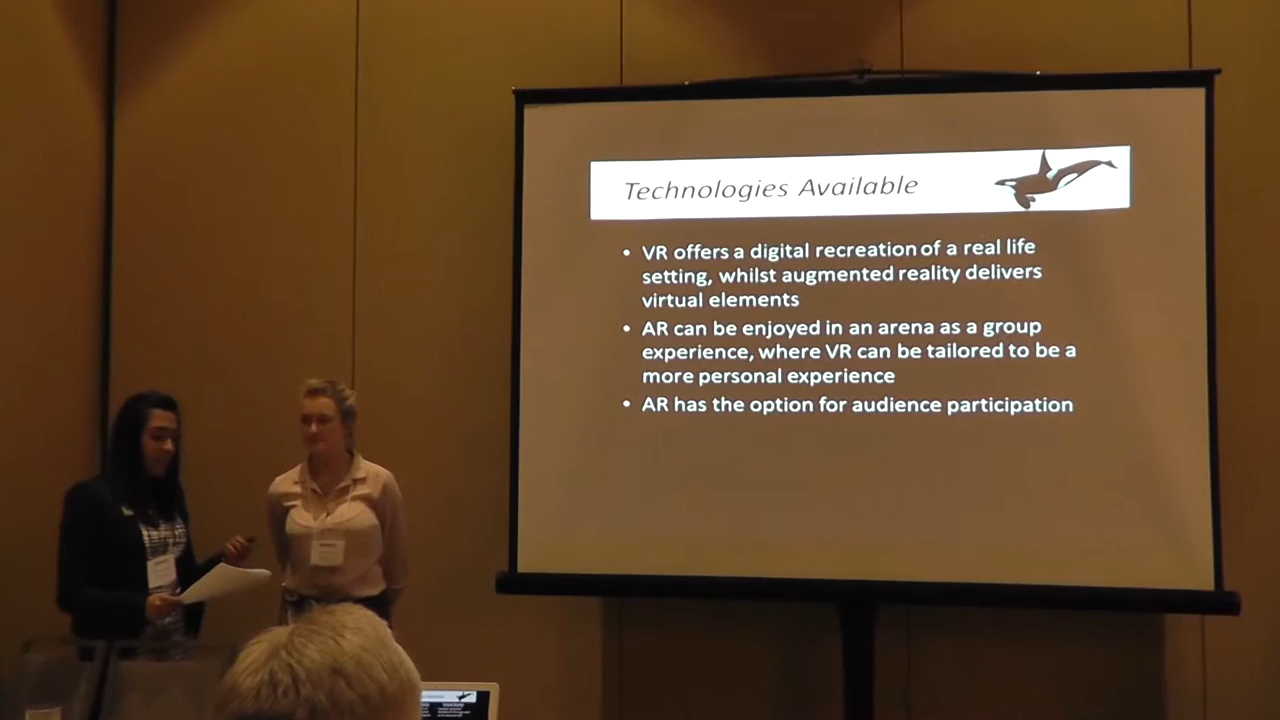 Technologies Available
• VR offers a digital recreation of a real life
setting, whilst augmented reality delivers
virtual elements
• AR can be enjoyed in an arena as a group
experience, where VR can be tailored to be a
more personal experience
• AR has the option for audience participation